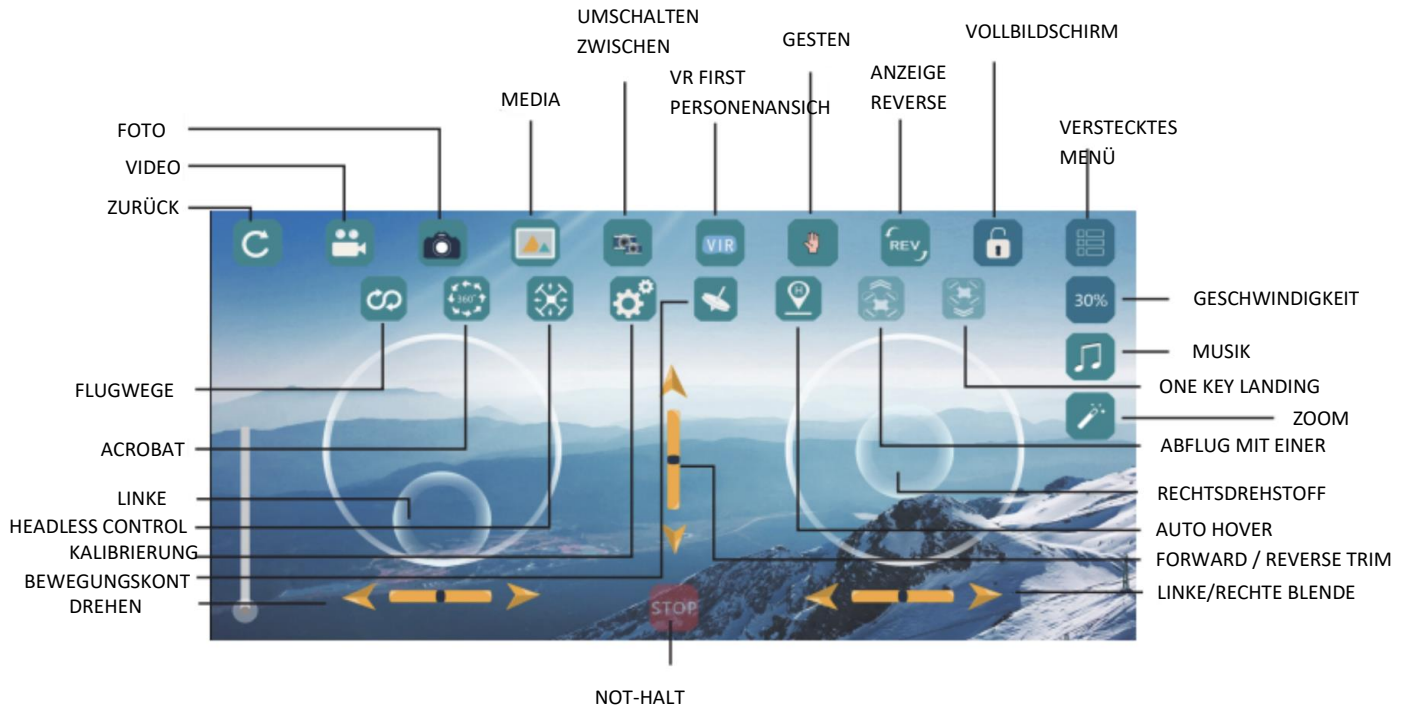 UMSCHALTEN
ZWISCHEN
GESTEN
VOLLBILDSCHIRM
VR FIRST
PERSONENANSICH
ANZEIGE
REVERSE
MEDIA
FOTO
VERSTECKTES
MENÜ
VIDEO
ZURÜCK
VIR
REV
360°
H
30%
GESCHWINDIGKEIT
MUSIK
FLUGWEGE
ONE KEY LANDING
ZOOM
ACROBAT
ABFLUG MIT EINER
LINKE
RECHTSDREHSTOFF
HEADLESS CONTROL
AUTO HOVER
KALIBRIERUNG
FORWARD / REVERSE TRIM
BEWEGUNGSKONT
DREHEN
LINKE/RECHTE BLENDE
STOP
NOT-HALT